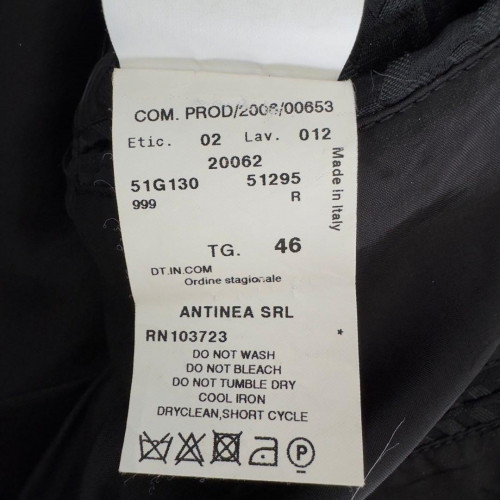 COM. PROD/2006/00653
Etic. 02 Lav. 012
20062
51G130 51295
999 R
Made in Italy
TG. 46
DT.IN.COM
Ordine stagionale
ANTINEA SRL
RN103723 *
DO NOT WASH
DO NOT BLEACH
DO NOT TUMBLE DRY
COOL IRON
DRYCLEAN,SHORT CYCLE
P